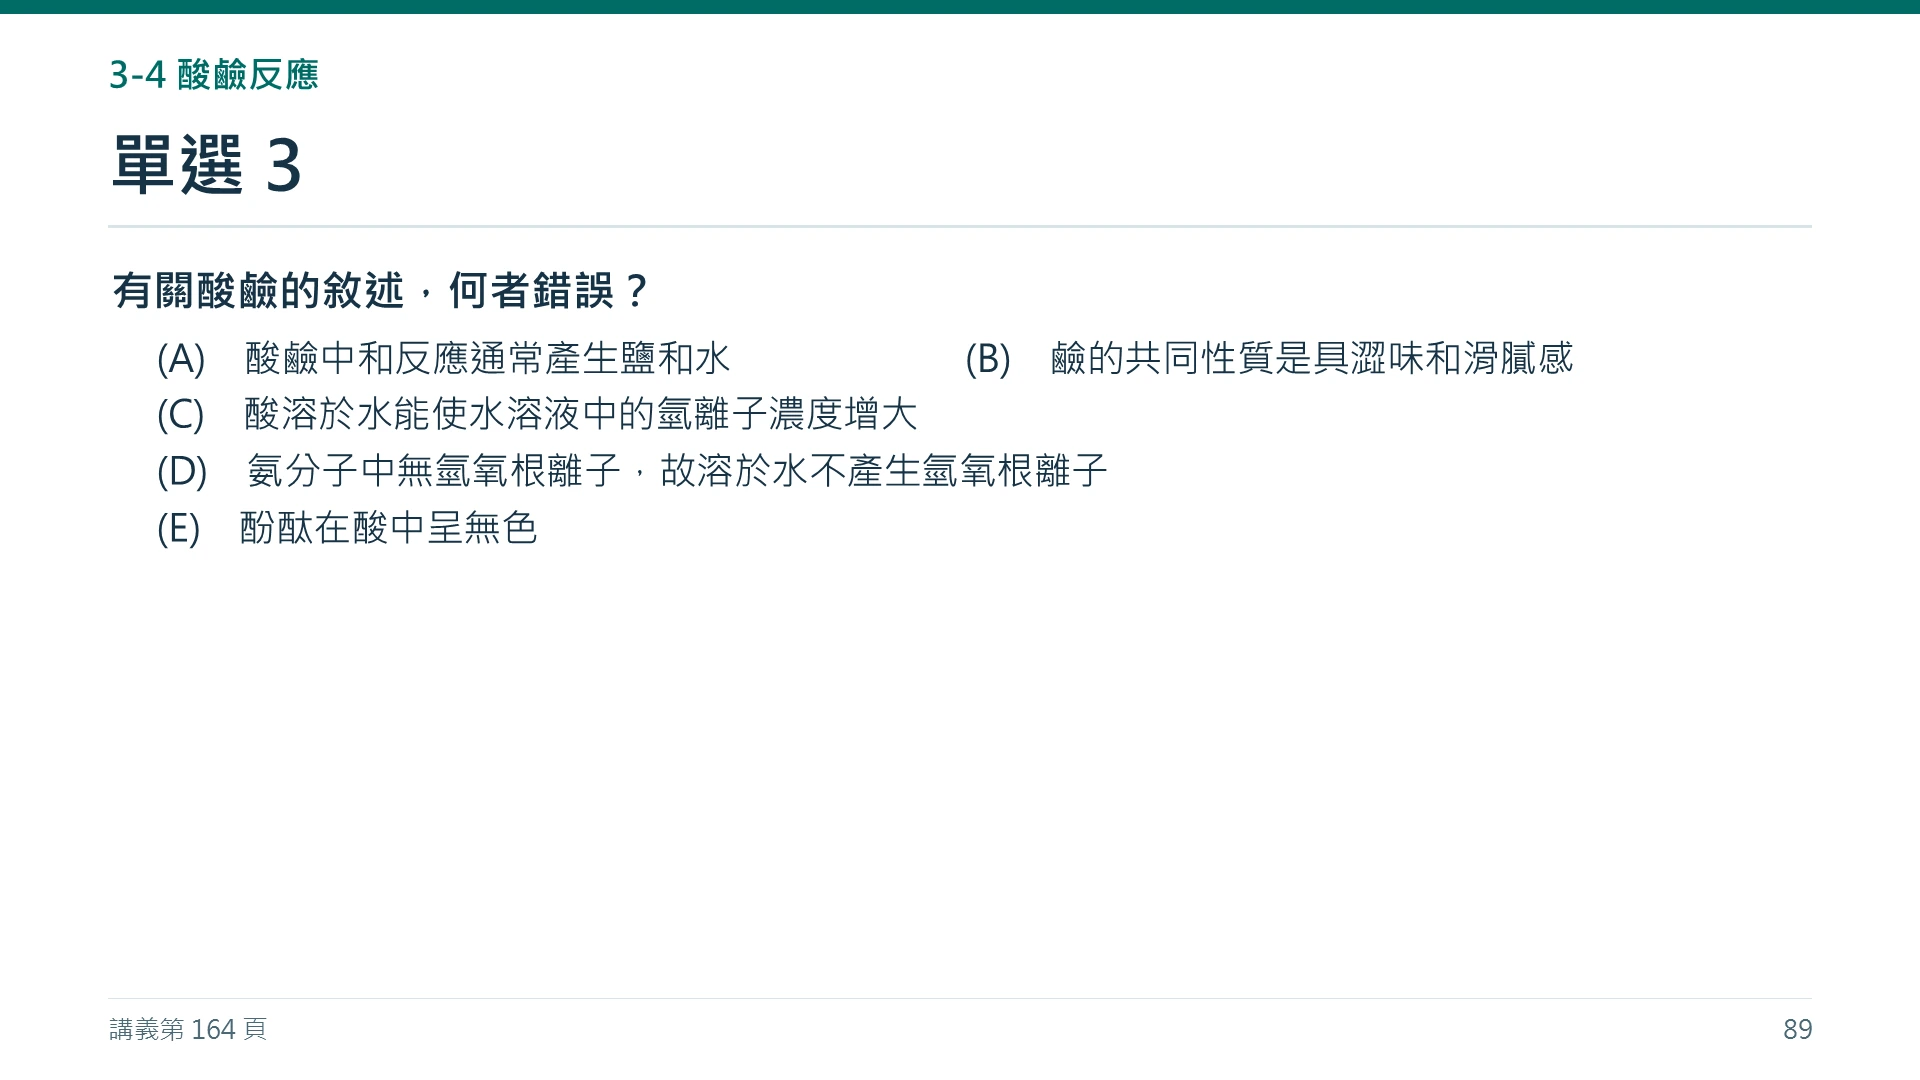 3-4 酸鹼反應
單選 3
有關酸鹼的敘述，何者錯誤？
(A) 酸鹼中和反應通常產生鹽和水 (B) 鹼的共同性質是具澀味和滑膩感
(C) 酸溶於水能使水溶液中的氫離子濃度增大
(D) 氨分子中無氫氧根離子，故溶於水不產生氫氧根離子
(E) 酚酞在酸中呈無色
講義第 164 頁 89